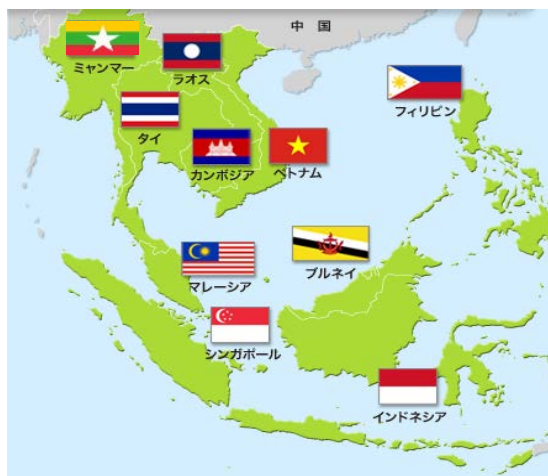 中 国
ミャンマー
ラオス
フィリピン
タイ
カンボジア
ベトナム
ブルネイ
マレーシア
シンガポール
インドネシア